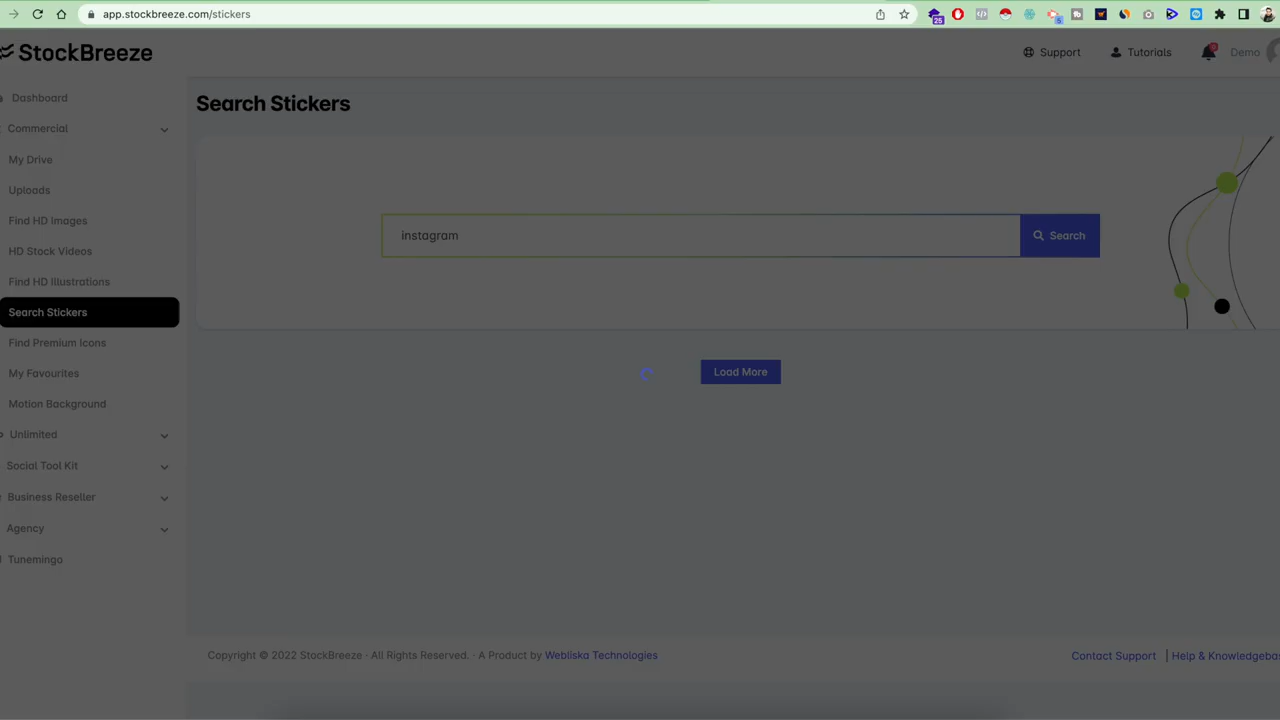 app.stockbreeze.com/stickers
25
5
StockBreeze
Support
Tutorials
Demo
Dashboard
Search Stickers
Commercial
My Drive
Uploads
Find HD Images
instagram
Search
HD Stock Videos
Find HD Illustrations
Search Stickers
Find Premium Icons
My Favourites
Load More
Motion Background
Unlimited
Social Tool Kit
Business Reseller
Agency
Tunemingo
Copyright © 2022 StockBreeze · All Rights Reserved. · A Product by Webliska Technologies
Contact Support | Help & Knowledgebas